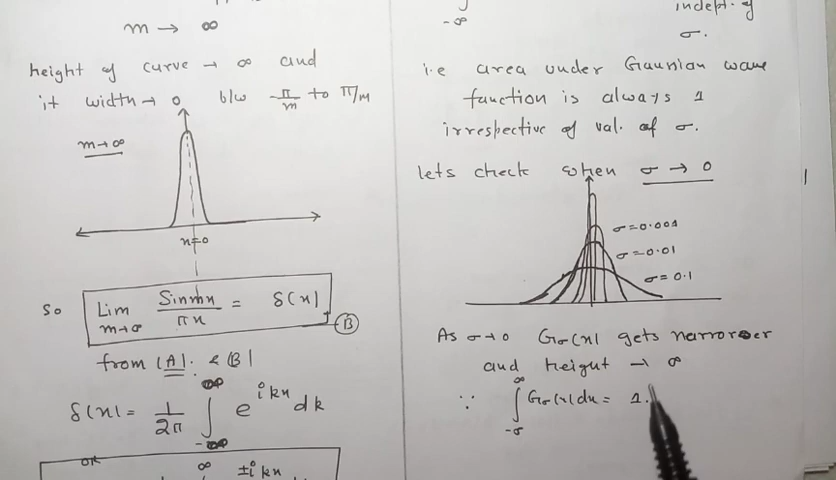 m → ∞
height of curve → ∞ and
it width → 0 b/w -π/m to π/m
m→∞
x=0
so Lim m→∞ Sin mx / πx = δ(x)
B
from (A) & (B)
δ(x) = 1/2π ∫ e^{ikx} dk
-∞
OR
∞ ±ikx
-∞
indept. of
σ.
i.e area under Gaussian wave
function is always 1
irrespective of val. of σ.
lets check when σ → 0
σ=0.001
σ=0.01
σ=0.1
As σ→0 Gσ(x) gets narrower
and height → ∞
∵ ∫ Gσ(x)dx = 1.